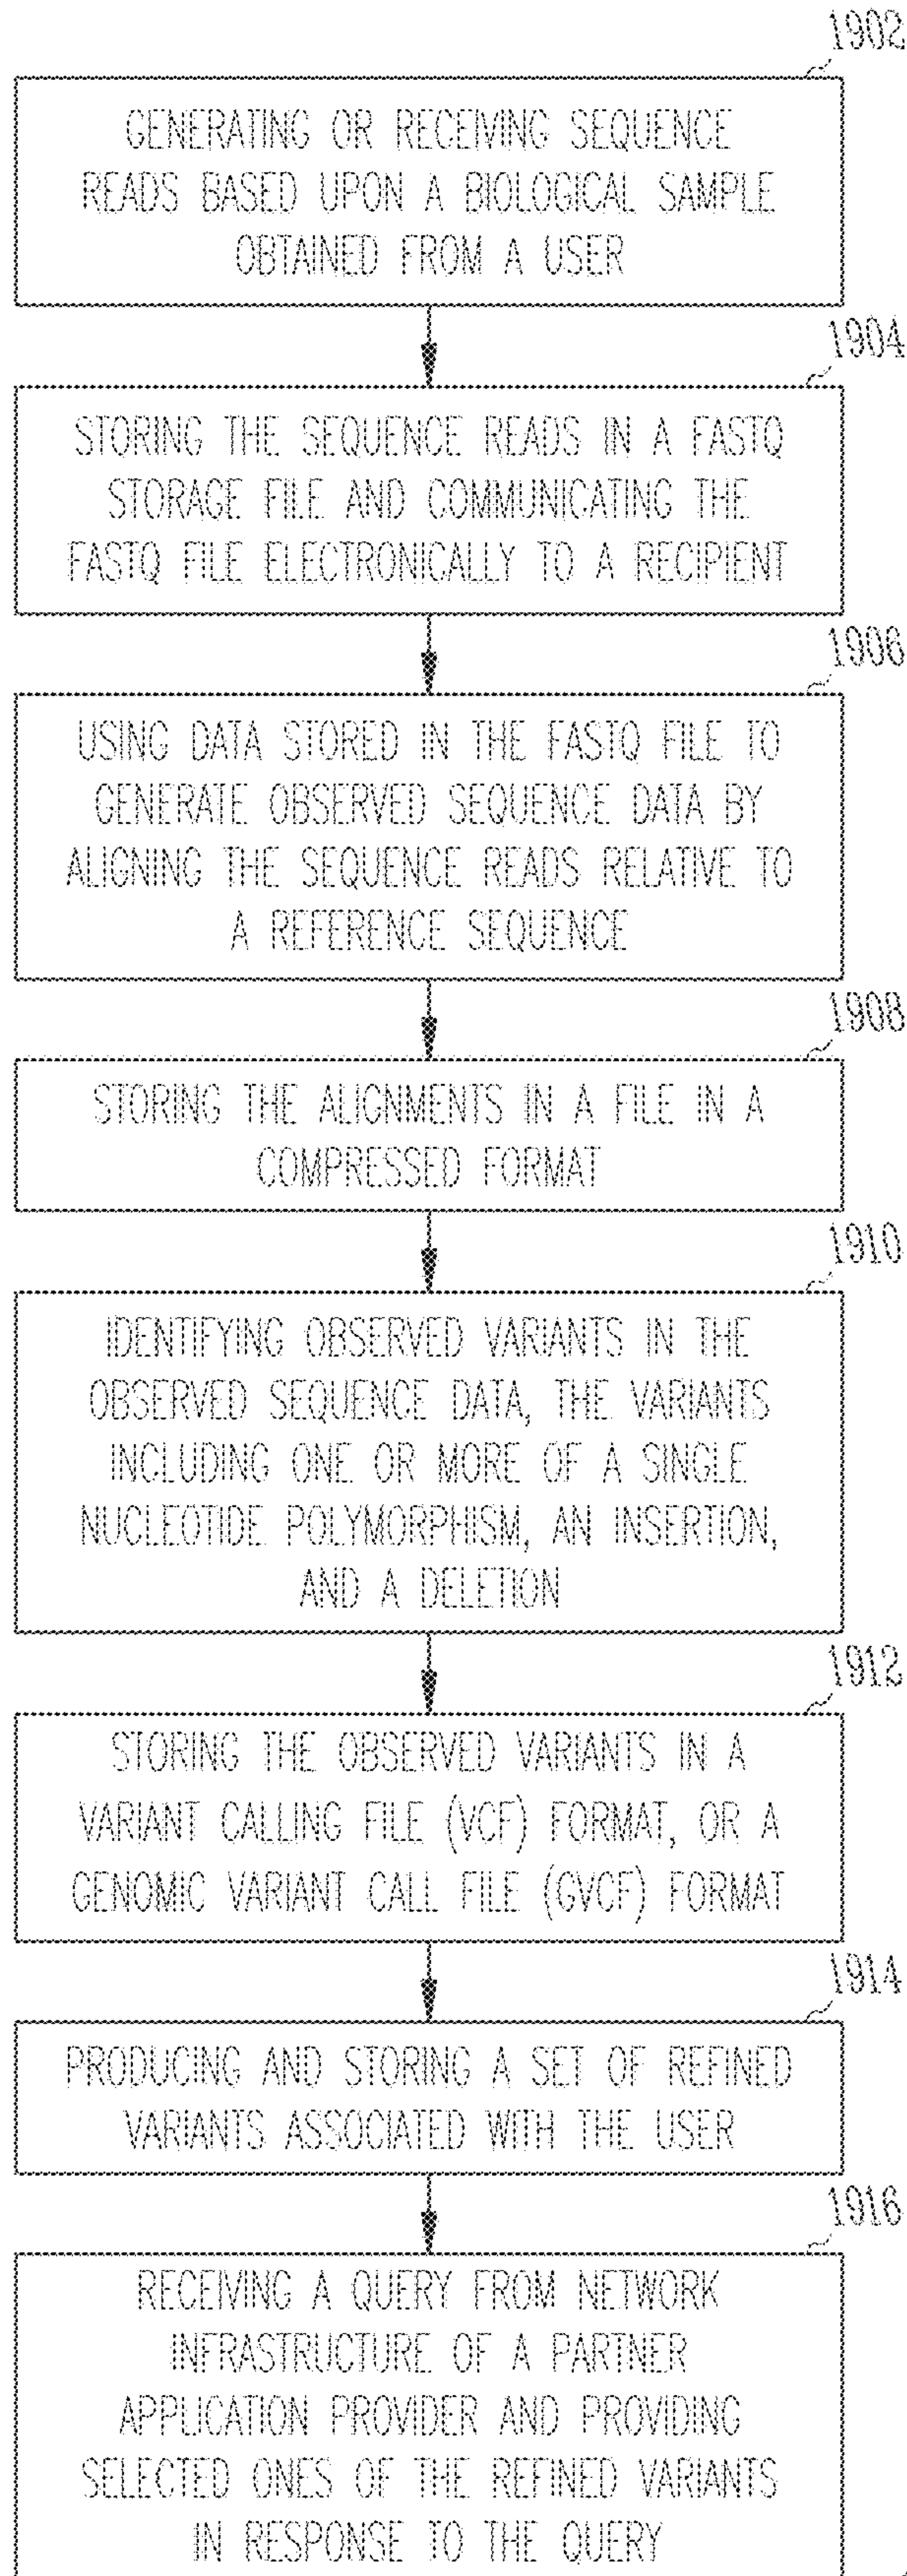 1902
GENERATING OR RECEIVING SEQUENCE
READS BASED UPON A BIOLOGICAL SAMPLE
OBTAINED FROM A USER
1904
STORING THE SEQUENCE READS IN A FASTQ
STORAGE FILE AND COMMUNICATING THE
FASTQ FILE ELECTRONICALLY TO A RECIPIENT
1906
USING DATA STORED IN THE FASTQ FILE TO
GENERATE OBSERVED SEQUENCE DATA BY
ALIGNING THE SEQUENCE READS RELATIVE TO
A REFERENCE SEQUENCE
1908
STORING THE ALIGNMENTS IN A FILE IN A
COMPRESSED FORMAT
1910
IDENTIFYING OBSERVED VARIANTS IN THE
OBSERVED SEQUENCE DATA, THE VARIANTS
INCLUDING ONE OR MORE OF A SINGLE
NUCLEOTIDE POLYMORPHISM, AN INSERTION,
AND A DELETION
1912
STORING THE OBSERVED VARIANTS IN A
VARIANT CALLING FILE (VCF) FORMAT, OR A
GENOMIC VARIANT CALL FILE (GVCF) FORMAT
1914
PRODUCING AND STORING A SET OF REFINED
VARIANTS ASSOCIATED WITH THE USER
1916
RECEIVING A QUERY FROM NETWORK
INFRASTRUCTURE OF A PARTNER
APPLICATION PROVIDER AND PROVIDING
SELECTED ONES OF THE REFINED VARIANTS
IN RESPONSE TO THE QUERY